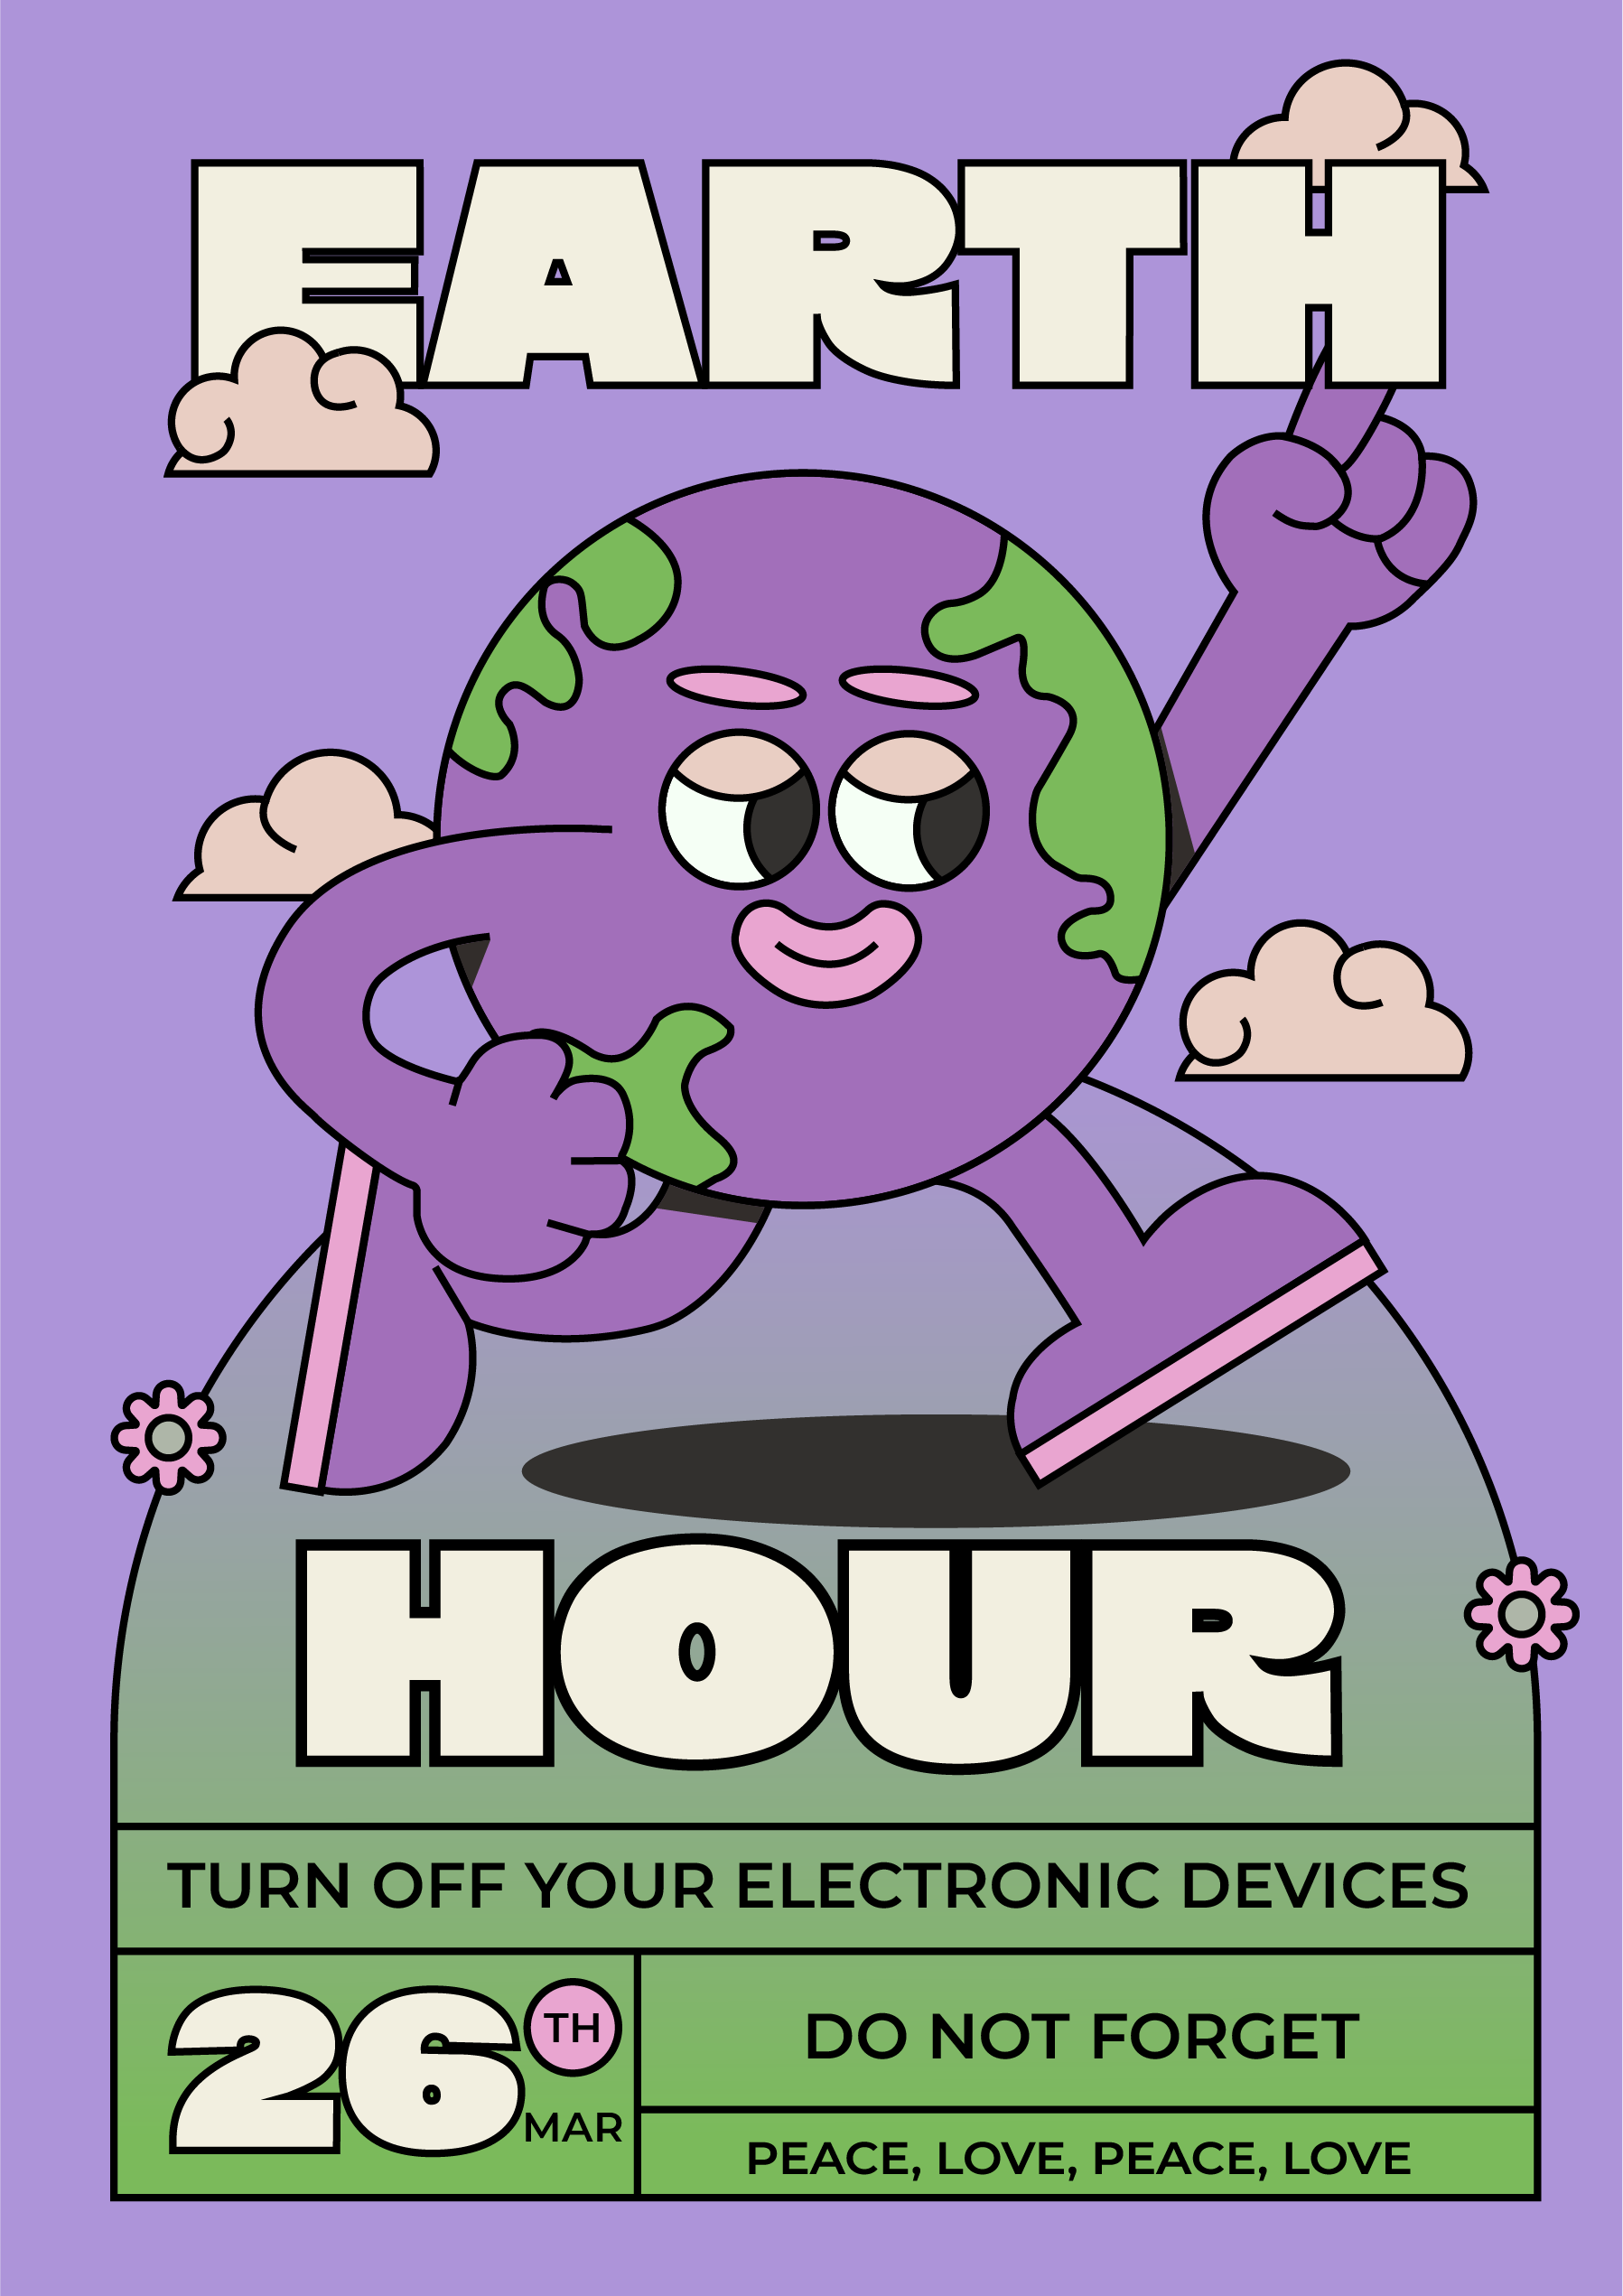 EARTH
HOUR
TURN OFF YOUR ELECTRONIC DEVICES
26TH
MAR
DO NOT FORGET
PEACE, LOVE, PEACE, LOVE